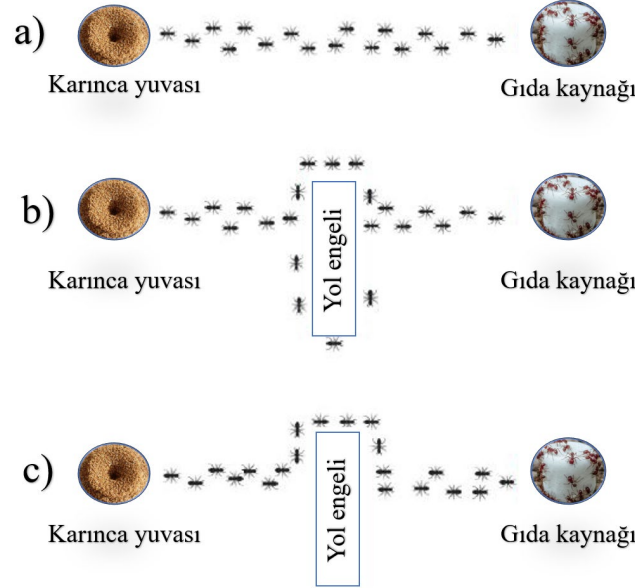 a)
Karınca yuvası
Gıda kaynağı
b)
Yol engeli
Karınca yuvası
Gıda kaynağı
c)
Yol engeli
Karınca yuvası
Gıda kaynağı